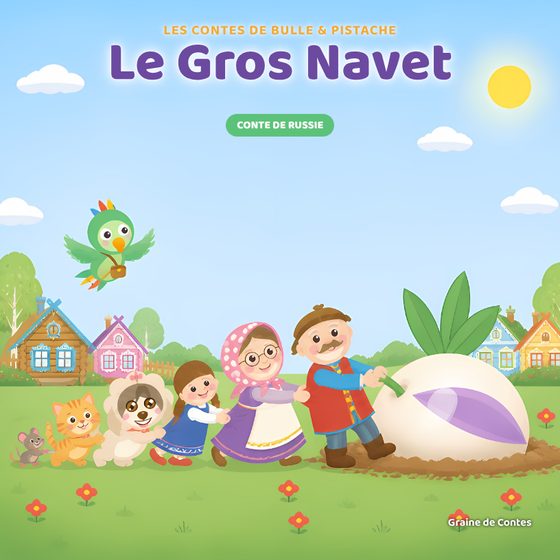 LES CONTES DE BULLE & PISTACHE
Le Gros Navet
CONTE DE RUSSIE
Graine de Contes